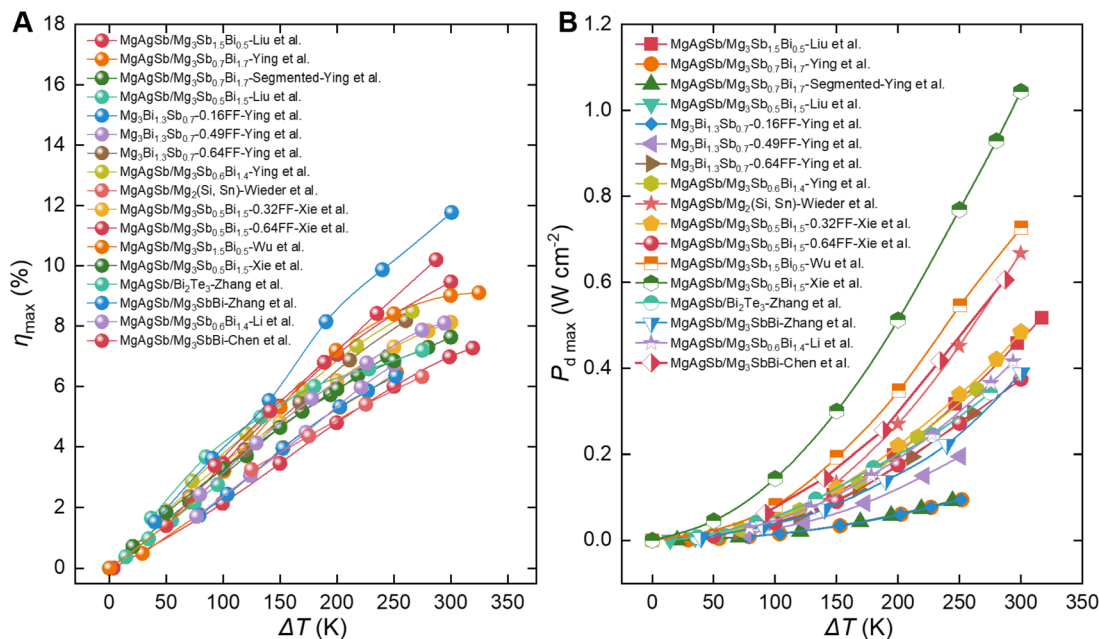 A
18
16
14
12
10
8
6
4
2
0
η max (%)
MgAgSb/Mg₃Sb₁.₅Bi₀.₅-Liu et al.
MgAgSb/Mg₃Sb₀.₇Bi₁.₇-Ying et al.
MgAgSb/Mg₃Sb₀.₇Bi₁.₇-Segmented-Ying et al.
MgAgSb/Mg₃Sb₀.₅Bi₁.₅-Liu et al.
Mg₃Bi₁.₃Sb₀.₇-0.16FF-Ying et al.
Mg₃Bi₁.₃Sb₀.₇-0.49FF-Ying et al.
Mg₃Bi₁.₃Sb₀.₇-0.64FF-Ying et al.
MgAgSb/Mg₃Sb₀.₆Bi₁.₄-Ying et al.
MgAgSb/Mg₂(Si, Sn)-Wieder et al.
MgAgSb/Mg₃Sb₀.₅Bi₁.₅-0.32FF-Xie et al.
MgAgSb/Mg₃Sb₀.₅Bi₁.₅-0.64FF-Xie et al.
MgAgSb/Mg₃Sb₁.₅Bi₀.₅-Wu et al.
MgAgSb/Mg₃Sb₀.₅Bi₁.₅-Xie et al.
MgAgSb/Bi₂Te₃-Zhang et al.
MgAgSb/Mg₃SbBi-Zhang et al.
MgAgSb/Mg₃Sb₀.₆Bi₁.₄-Li et al.
MgAgSb/Mg₃SbBi-Chen et al.
0 50 100 150 200 250 300 350
ΔT (K)
B
1.2
1.0
0.8
0.6
0.4
0.2
0.0
P d max (W cm⁻²)
MgAgSb/Mg₃Sb₁.₅Bi₀.₅-Liu et al.
MgAgSb/Mg₃Sb₀.₇Bi₁.₇-Ying et al.
MgAgSb/Mg₃Sb₀.₇Bi₁.₇-Segmented-Ying et al.
MgAgSb/Mg₃Sb₀.₅Bi₁.₅-Liu et al.
Mg₃Bi₁.₃Sb₀.₇-0.16FF-Ying et al.
Mg₃Bi₁.₃Sb₀.₇-0.49FF-Ying et al.
Mg₃Bi₁.₃Sb₀.₇-0.64FF-Ying et al.
MgAgSb/Mg₃Sb₀.₆Bi₁.₄-Ying et al.
MgAgSb/Mg₂(Si, Sn)-Wieder et al.
MgAgSb/Mg₃Sb₀.₅Bi₁.₅-0.32FF-Xie et al.
MgAgSb/Mg₃Sb₀.₅Bi₁.₅-0.64FF-Xie et al.
MgAgSb/Mg₃Sb₁.₅Bi₀.₅-Wu et al.
MgAgSb/Mg₃Sb₀.₅Bi₁.₅-Xie et al.
MgAgSb/Bi₂Te₃-Zhang et al.
MgAgSb/Mg₃SbBi-Zhang et al.
MgAgSb/Mg₃Sb₀.₆Bi₁.₄-Li et al.
MgAgSb/Mg₃SbBi-Chen et al.
0 50 100 150 200 250 300 350
ΔT (K)